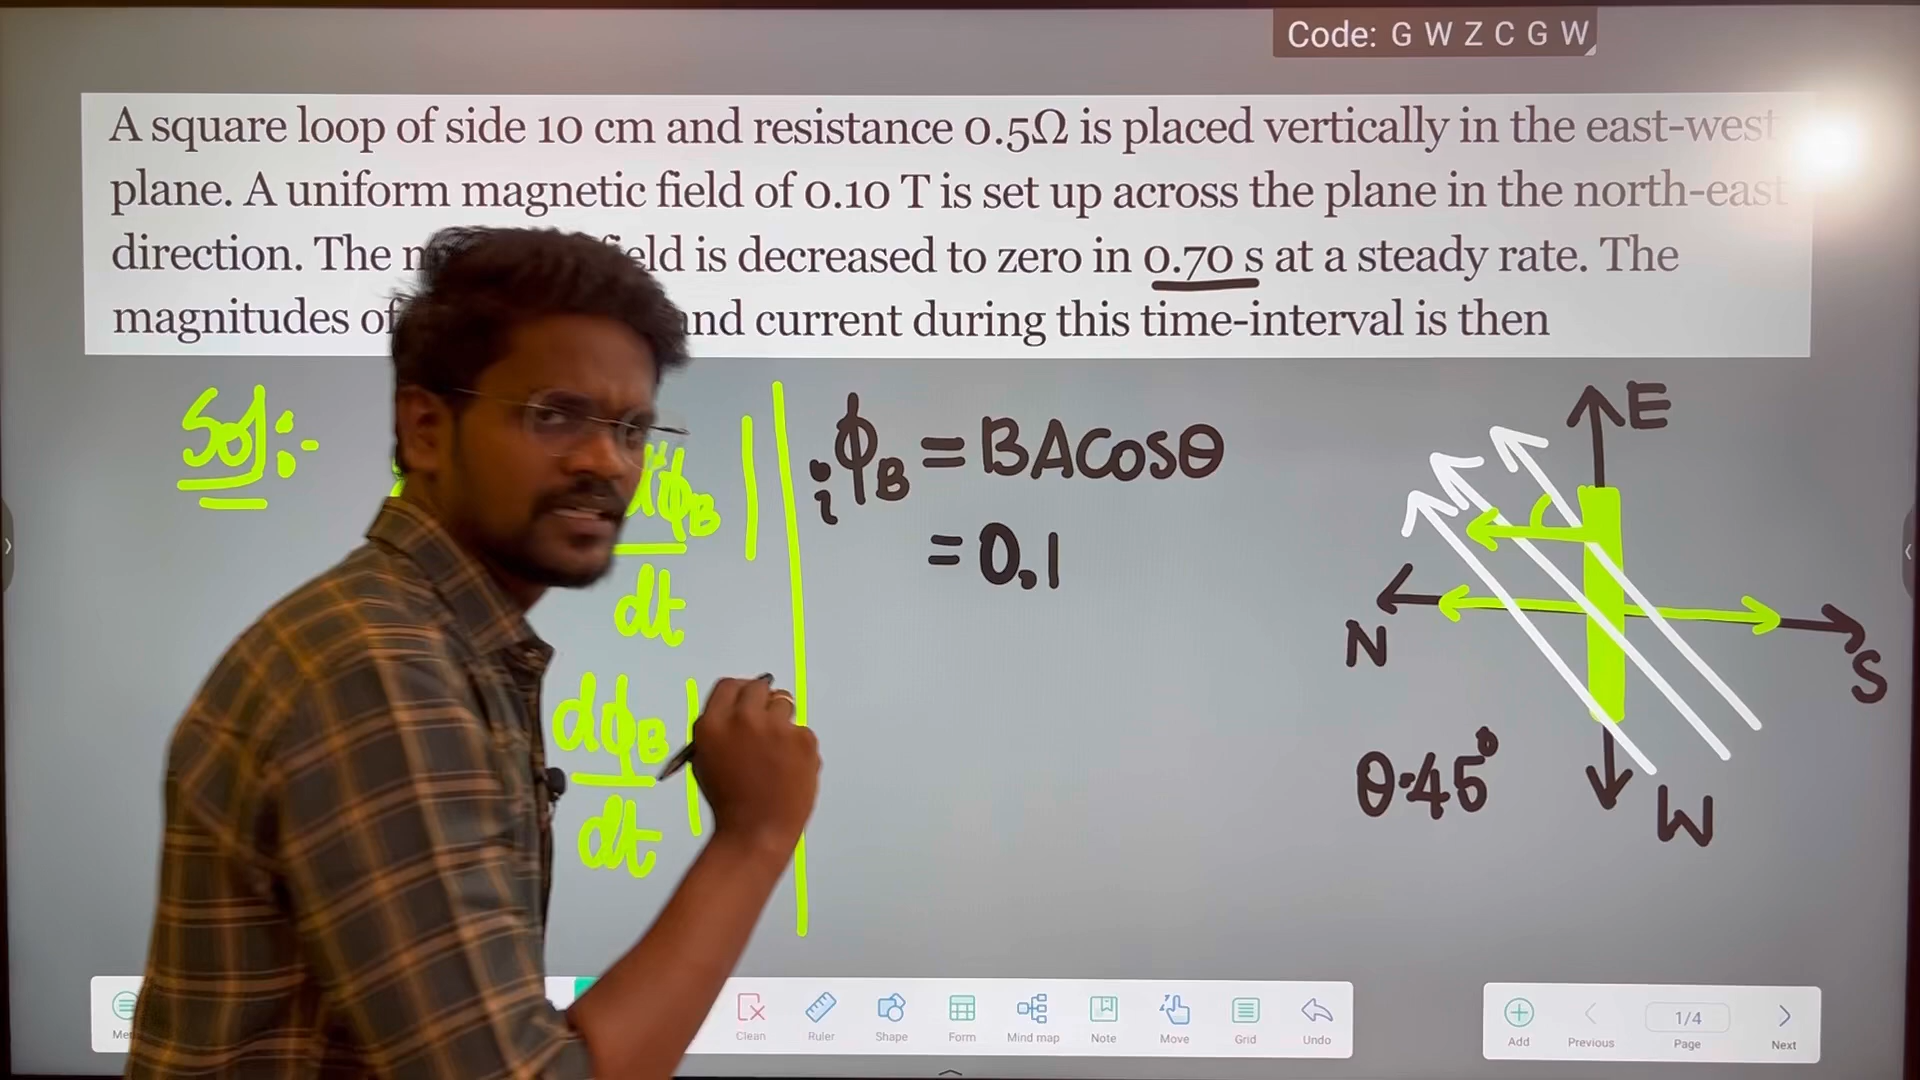 Code: G W Z C G W
A square loop of side 10 cm and resistance 0.5Ω is placed vertically in the east-west
plane. A uniform magnetic field of 0.10 T is set up across the plane in the north-east
direction. The field is decreased to zero in 0.70 s at a steady rate. The
magnitudes of and current during this time-interval is then
Sol:-
dϕB
dt
dϕB
dt
iϕB = BAcosθ
= 0.1
E
N
S
W
θ=45°
Clean
Ruler
Shape
Form
Mind map
Note
Move
Grid
Undo
Add
Previous
1/4
Page
Next